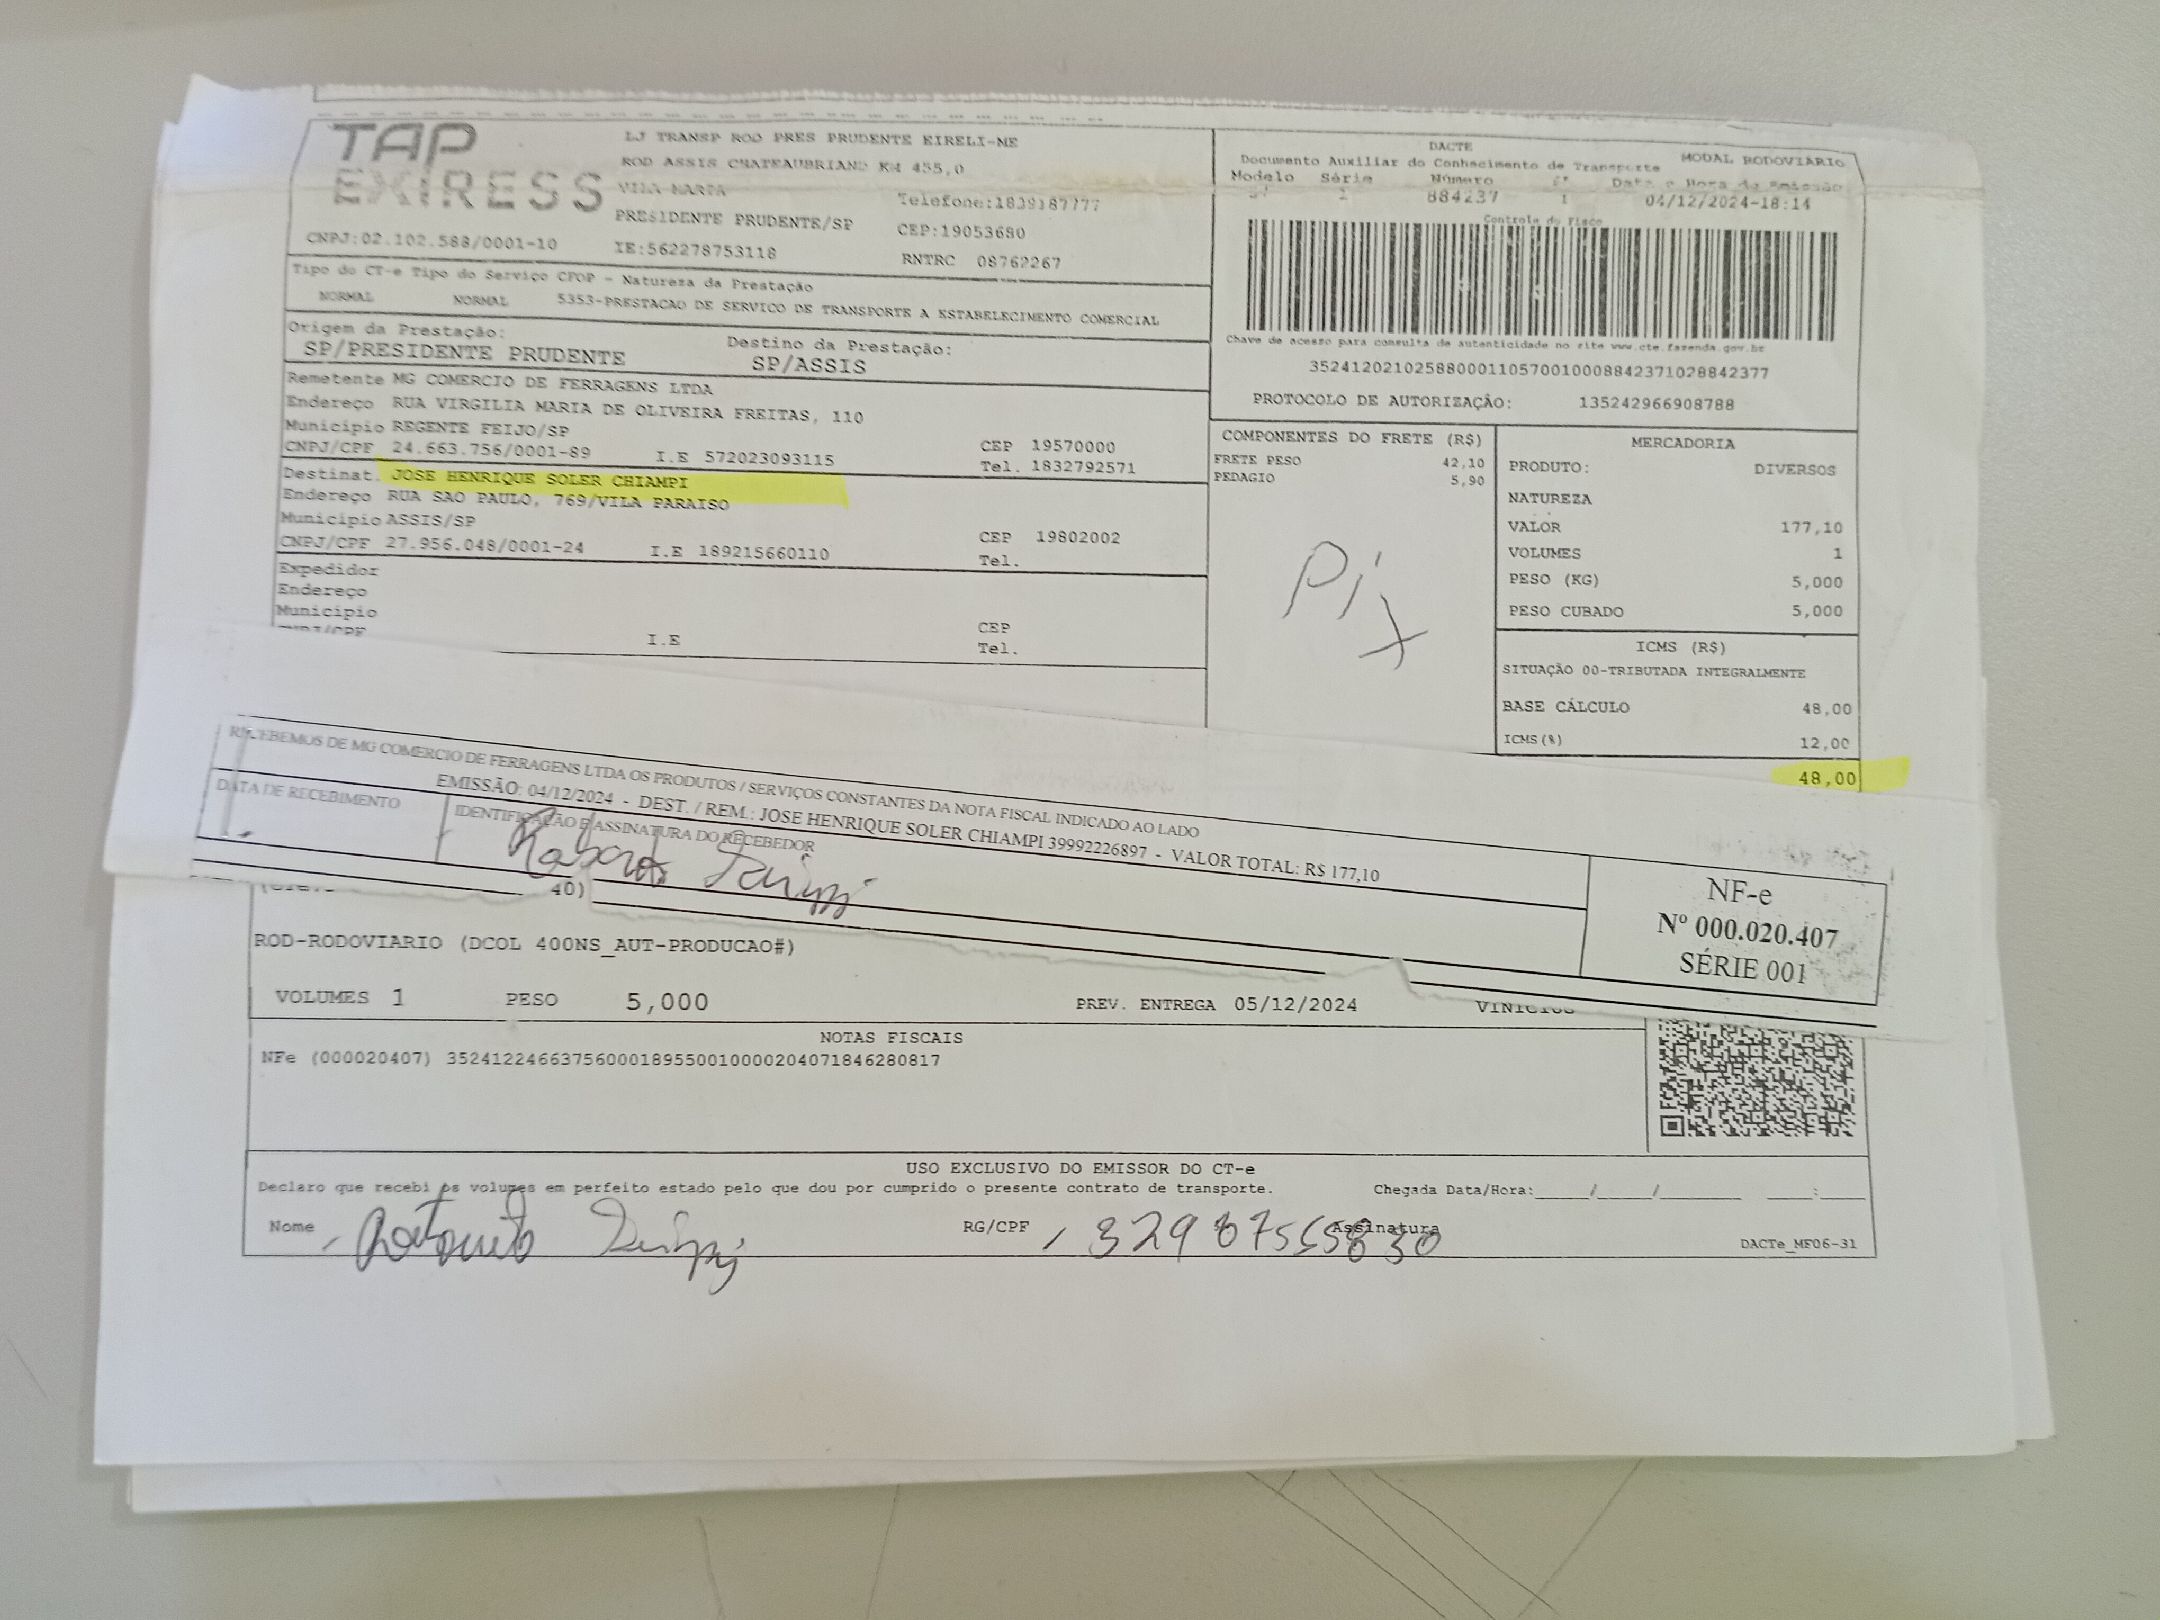 TAP
EXPRESS
LJ TRANSP ROD PRES PRUDENTE EIRELI-ME
ROD ASSIS CHATEAUBRIAND KM 455,0
VILA MARIA
PRESIDENTE PRUDENTE/SP
CEP:19053680
CNPJ:02.102.588/0001-10 IE:562278753118 RNTRC 08762267
DACTE
Documento Auxiliar do Conhecimento de Transporte MODAL RODOVIÁRIO
Modelo Série Número Data e Hora de Emissão
884237 1 04/12/2024-18:14
Controle do Fisco
Chave de acesso para consulta de autenticidade no site www.cte.fazenda.gov.br
35241202102588000110570010008842371028842377
PROTOCOLO DE AUTORIZAÇÃO: 135242966908788
Tipo do CT-e Tipo do Serviço CFOP - Natureza da Prestação
NORMAL NORMAL 5353-PRESTACAO DE SERVICO DE TRANSPORTE A ESTABELECIMENTO COMERCIAL
Origem da Prestação: Destino da Prestação:
SP/PRESIDENTE PRUDENTE SP/ASSIS
Remetente MG COMERCIO DE FERRAGENS LTDA
Endereço RUA VIRGILIA MARIA DE OLIVEIRA FREITAS, 110
Município REGENTE FEIJO/SP CEP 19570000
CNPJ/CPF 24.663.756/0001-89 I.E 572023093115 Tel. 1832792571
Destinat. JOSE HENRIQUE SOLER CHIAMPI
Endereço RUA SAO PAULO, 769/VILA PARAISO
Município ASSIS/SP CEP 19802002
CNPJ/CPF 27.956.048/0001-24 I.E 189215660110 Tel.
Expedidor
Endereço
Município CEP
CNPJ/CPF I.E Tel.
COMPONENTES DO FRETE (R$)
FRETE PESO 42,10
PEDAGIO 5,90
Pix
MERCADORIA
PRODUTO: DIVERSOS
NATUREZA
VALOR 177,10
VOLUMES 1
PESO (KG) 5,000
PESO CUBADO 5,000
ICMS (R$)
SITUAÇÃO 00-TRIBUTADA INTEGRALMENTE
BASE CÁLCULO 48,00
ICMS(%) 12,00
48,00
RECEBEMOS DE MG COMERCIO DE FERRAGENS LTDA OS PRODUTOS / SERVIÇOS CONSTANTES DA NOTA FISCAL INDICADO AO LADO
EMISSÃO: 04/12/2024 - DEST. / REM.: JOSE HENRIQUE SOLER CHIAMPI 39992226897 - VALOR TOTAL: R$ 177,10
DATA DE RECEBIMENTO IDENTIFICAÇÃO E ASSINATURA DO RECEBEDOR
NF-e
Nº 000.020.407
SÉRIE 001
40)
ROD-RODOVIARIO (DCOL 400NS_AUT-PRODUCAO#)
VOLUMES 1 PESO 5,000 PREV. ENTREGA 05/12/2024 VINICIUS
NOTAS FISCAIS
NFe (000020407) 35241224663756000189550010000204071846280817
USO EXCLUSIVO DO EMISSOR DO CT-e
Declaro que recebi os volumes em perfeito estado pelo que dou por cumprido o presente contrato de transporte. Chegada Data/Hora:____/____/______ ___:___
Nome RG/CPF Assinatura
DACTe_MF06-31